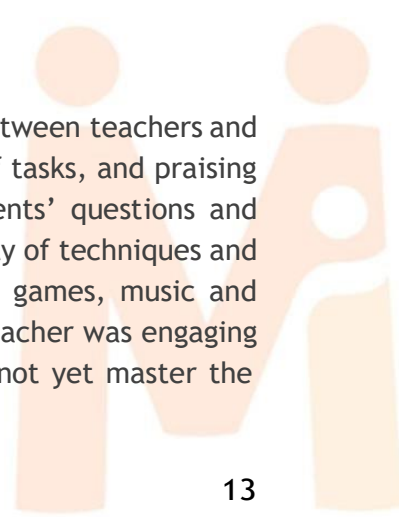 tween teachers and
tasks, and praising
ents' questions and
y of techniques and
games, music and
acher was engaging
not yet master the
13